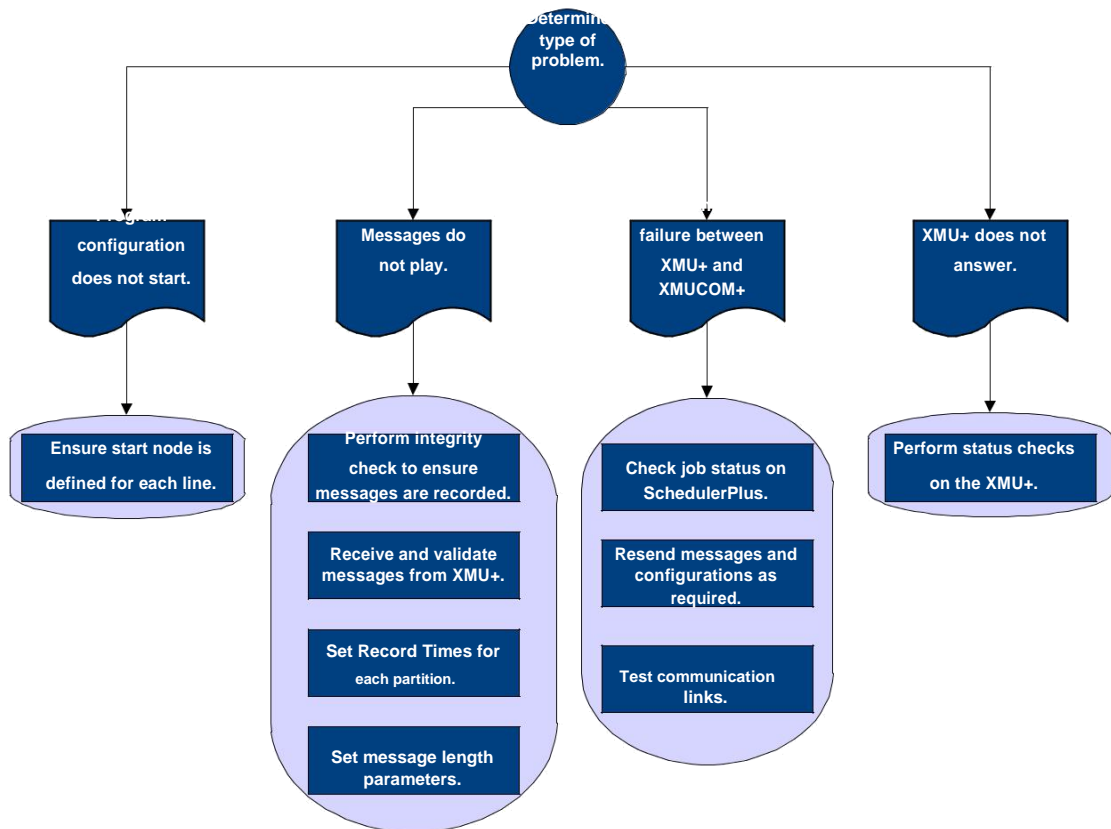 Determine
type of
problem.
Program
configuration
does not start.
Messages do
not play.
failure between
XMU+ and
XMUCOM+
XMU+ does not
answer.
Ensure start node is
defined for each line.
Perform integrity
check to ensure
messages are recorded.
Receive and validate
messages from XMU+.
Set Record Times for
each partition.
Set message length
parameters.
Check job status on
SchedulerPlus.
Resend messages and
configurations as
required.
Test communication
links.
Perform status checks
on the XMU+.